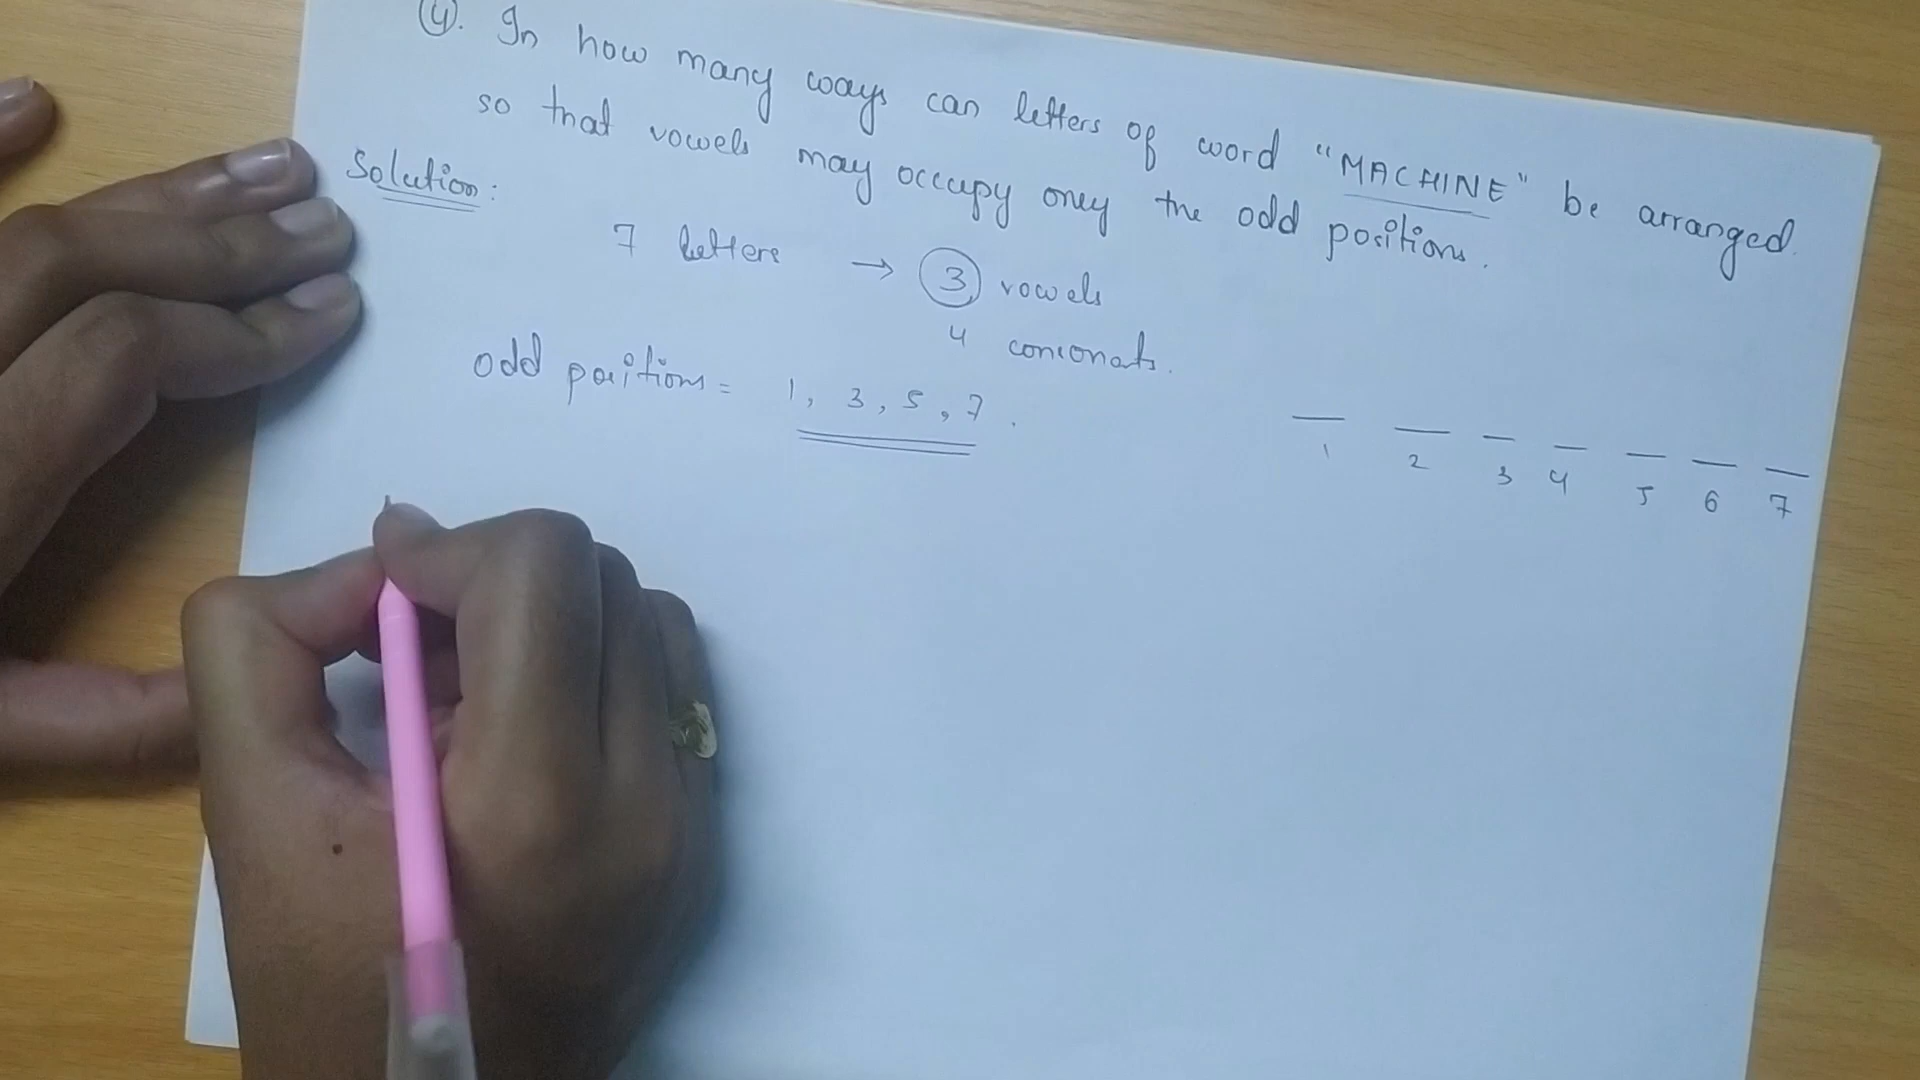 (4). In how many ways can letters of word "MACHINE" be arranged.
so that vowels may occupy only the odd positions.
Solution:
7 letters → 3 vowels
4 consonants.
odd positions = 1, 3, 5, 7.
1 2 3 4 5 6 7